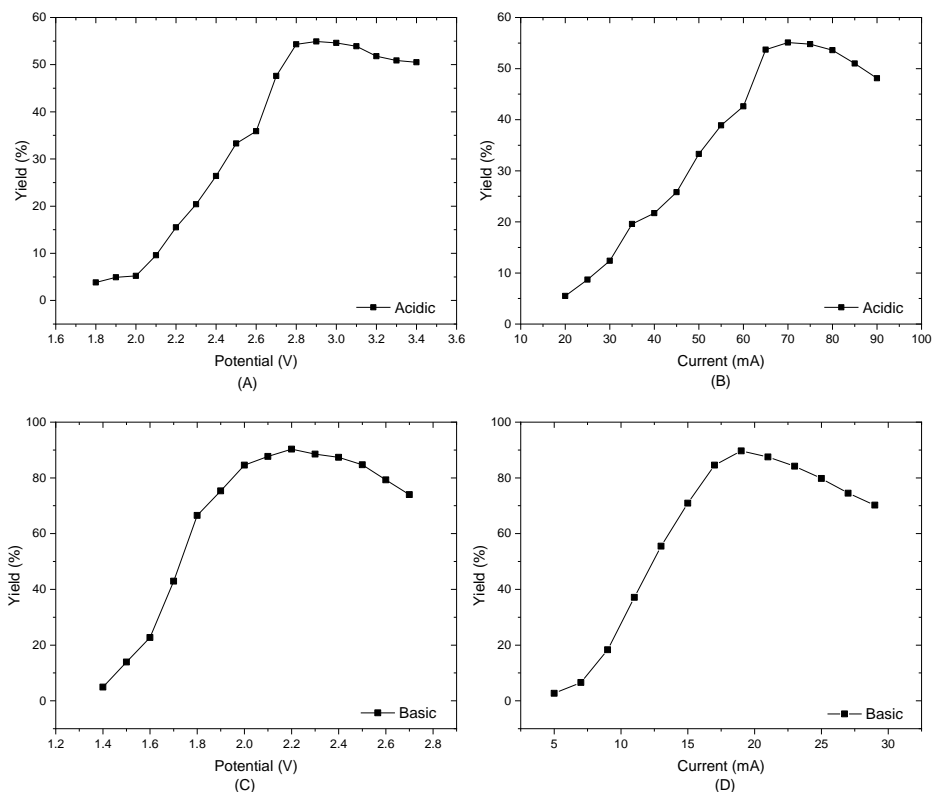 60
50
40
30
20
10
0
Yield (%)
Acidic
1.6 1.8 2.0 2.2 2.4 2.6 2.8 3.0 3.2 3.4 3.6
Potential (V)
(A)
60
50
40
30
20
10
0
Yield (%)
Acidic
10 20 30 40 50 60 70 80 90 100
Current (mA)
(B)
100
80
60
40
20
0
Yield (%)
Basic
1.2 1.4 1.6 1.8 2.0 2.2 2.4 2.6 2.8
Potential (V)
(C)
100
80
60
40
20
0
Yield (%)
Basic
5 10 15 20 25 30
Current (mA)
(D)